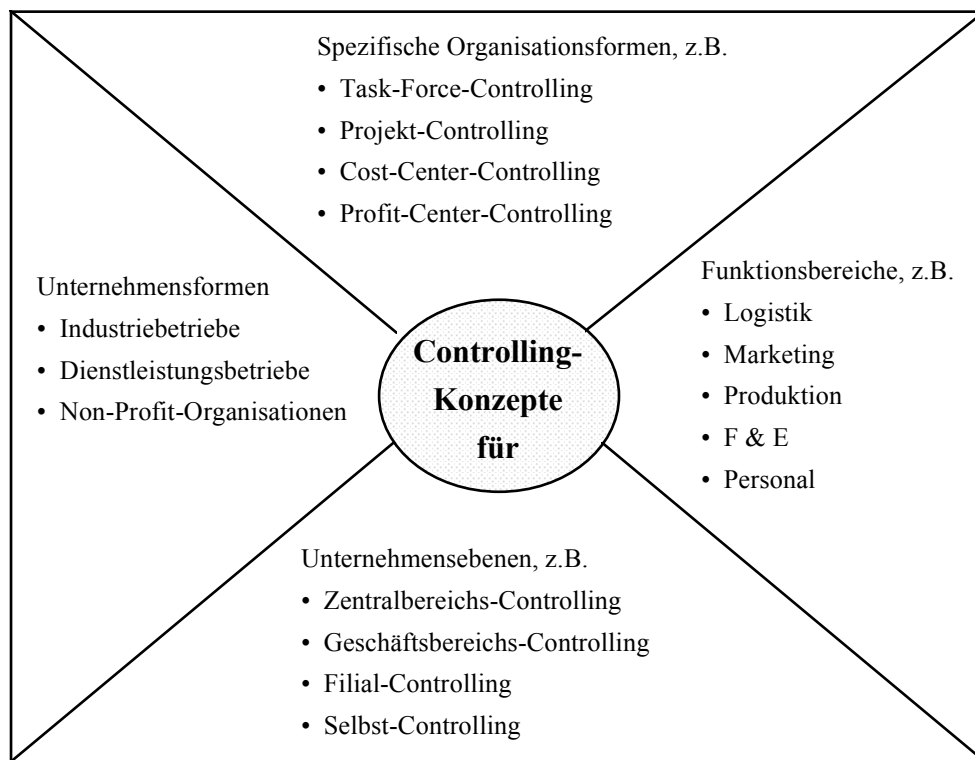 Spezifische Organisationsformen, z.B.
• Task-Force-Controlling
• Projekt-Controlling
• Cost-Center-Controlling
• Profit-Center-Controlling
Unternehmensformen
• Industriebetriebe
• Dienstleistungsbetriebe
• Non-Profit-Organisationen
Controlling-
Konzepte
für
Funktionsbereiche, z.B.
• Logistik
• Marketing
• Produktion
• F & E
• Personal
Unternehmensebenen, z.B.
• Zentralbereichs-Controlling
• Geschäftsbereichs-Controlling
• Filial-Controlling
• Selbst-Controlling